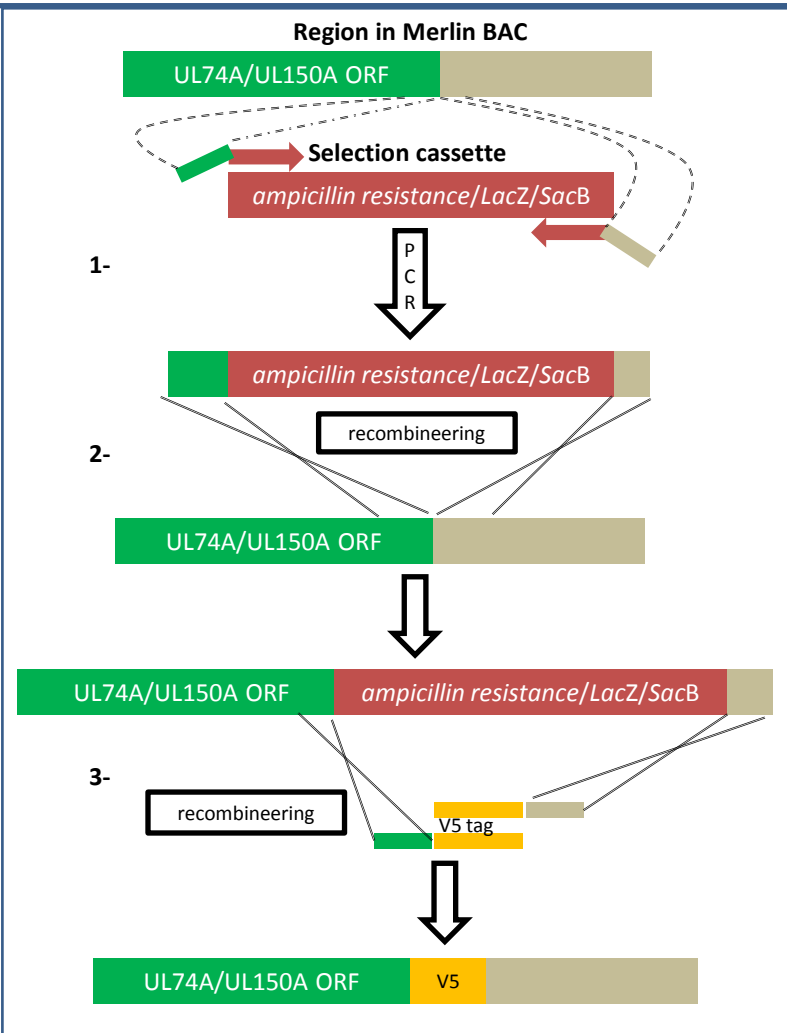 Region in Merlin BAC
UL74A/UL150A ORF
Selection cassette
ampicillin resistance/LacZ/SacB
1-
P
C
R
ampicillin resistance/LacZ/SacB
recombineering
2-
UL74A/UL150A ORF
UL74A/UL150A ORF
ampicillin resistance/LacZ/SacB
3-
recombineering
V5 tag
UL74A/UL150A ORF
V5